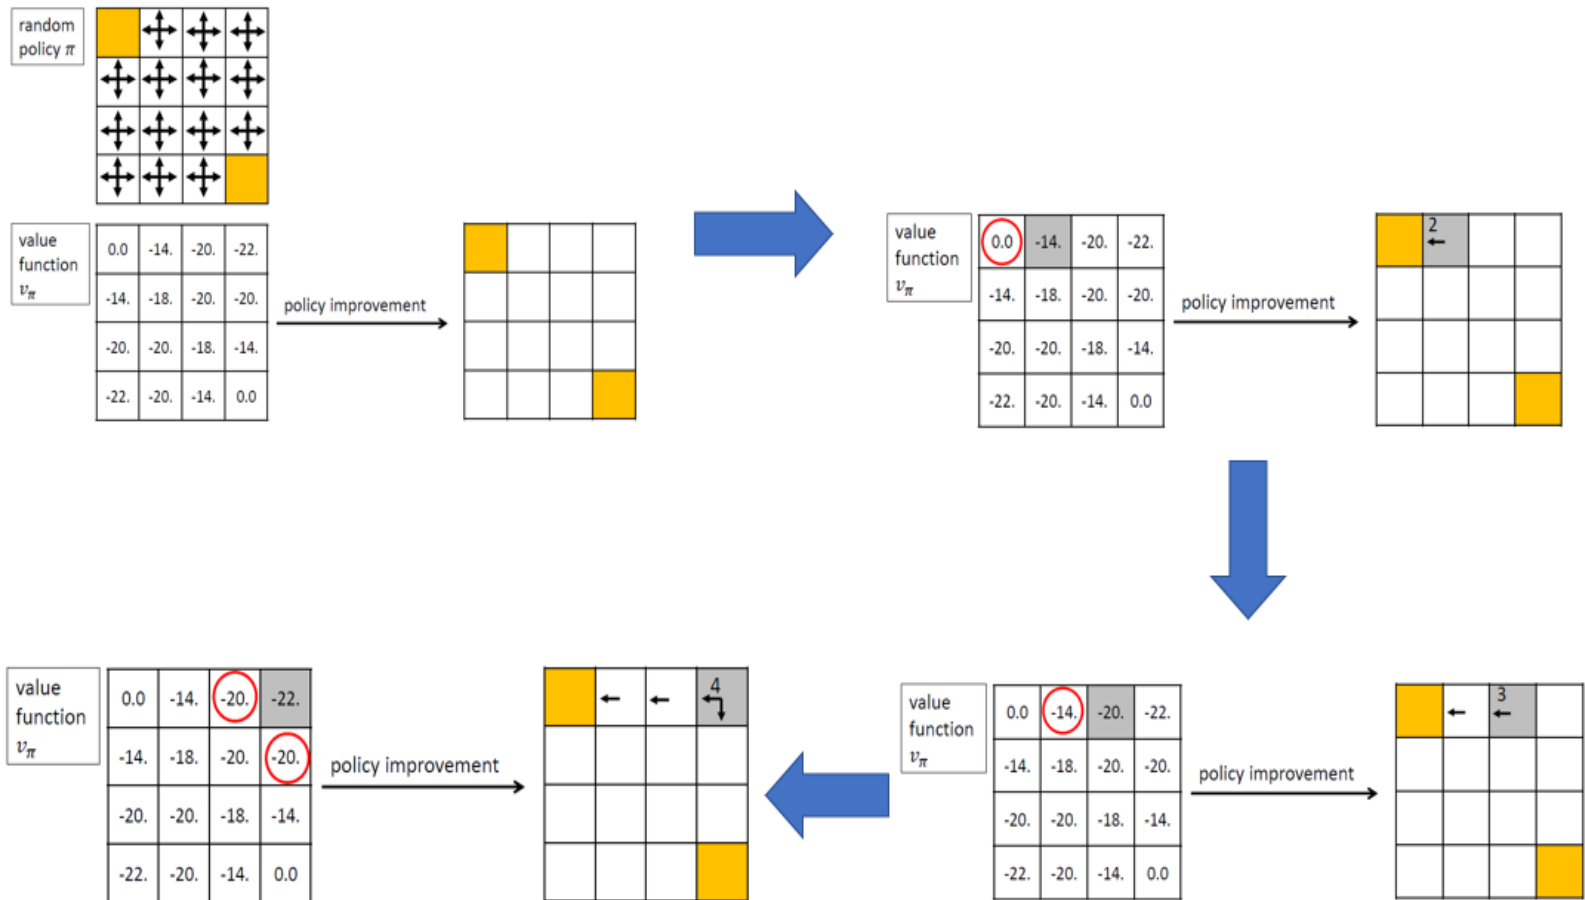 random
policy π
value
function
vπ
0.0 -14. -20. -22.
-14. -18. -20. -20.
-20. -20. -18. -14.
-22. -20. -14. 0.0
policy improvement
value
function
vπ
0.0 -14. -20. -22.
-14. -18. -20. -20.
-20. -20. -18. -14.
-22. -20. -14. 0.0
policy improvement
2
value
function
vπ
0.0 -14. -20. -22.
-14. -18. -20. -20.
-20. -20. -18. -14.
-22. -20. -14. 0.0
policy improvement
4
value
function
vπ
0.0 -14. -20. -22.
-14. -18. -20. -20.
-20. -20. -18. -14.
-22. -20. -14. 0.0
policy improvement
3